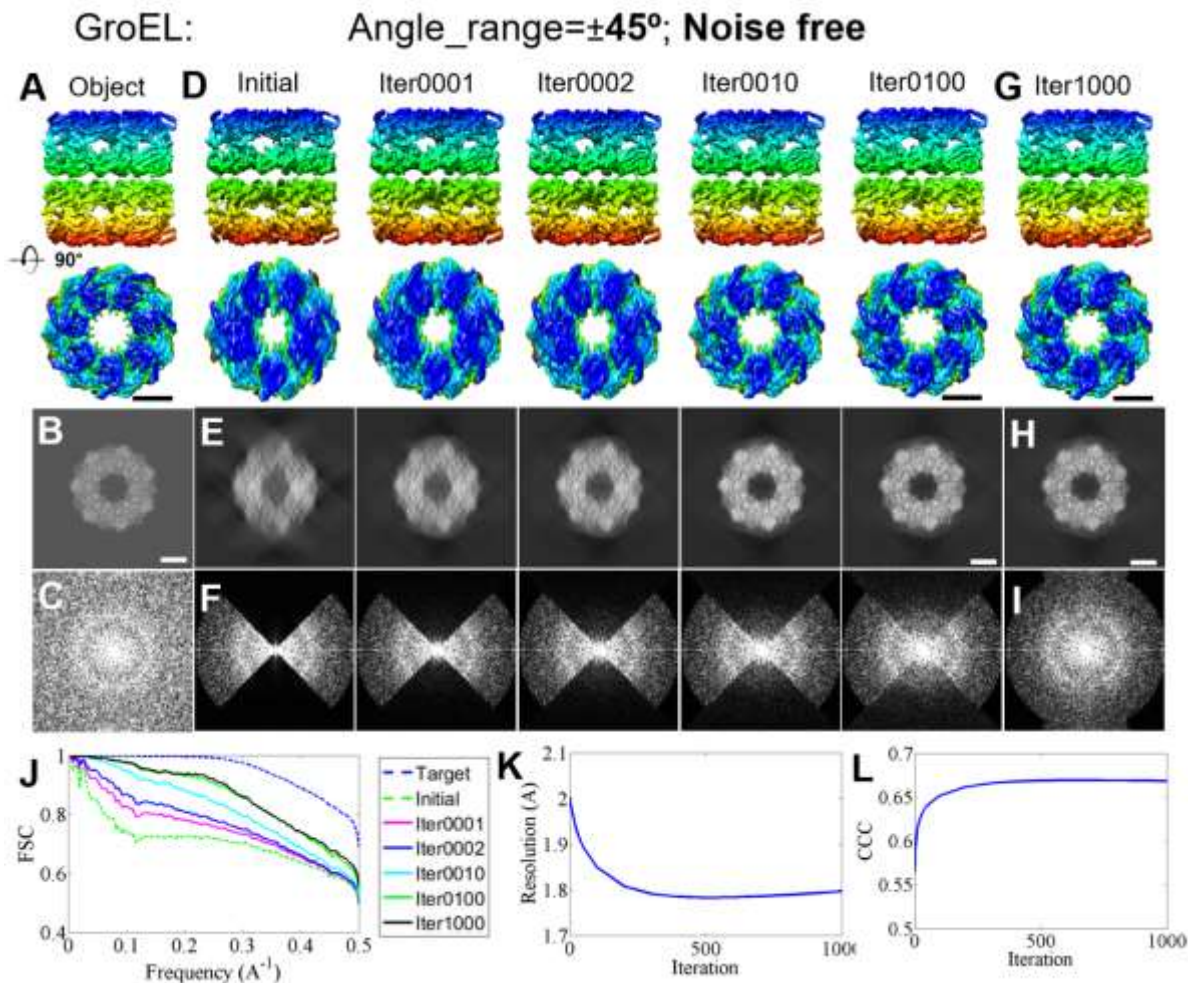 GroEL: Angle_range=±45º; Noise free
A Object D Initial Iter0001 Iter0002 Iter0010 Iter0100 G Iter1000
90°
B E H
C F I
J
1
0.8
0.6
0.4
FSC
0 0.1 0.2 0.3 0.4 0.5
Frequency (A⁻¹)
Target
Initial
Iter0001
Iter0002
Iter0010
Iter0100
Iter1000
K
2.1
2
1.9
1.8
1.7
Resolution (A)
0 500 1000
Iteration
L
0.7
0.65
0.6
0.55
0.5
CCC
0 500 1000
Iteration